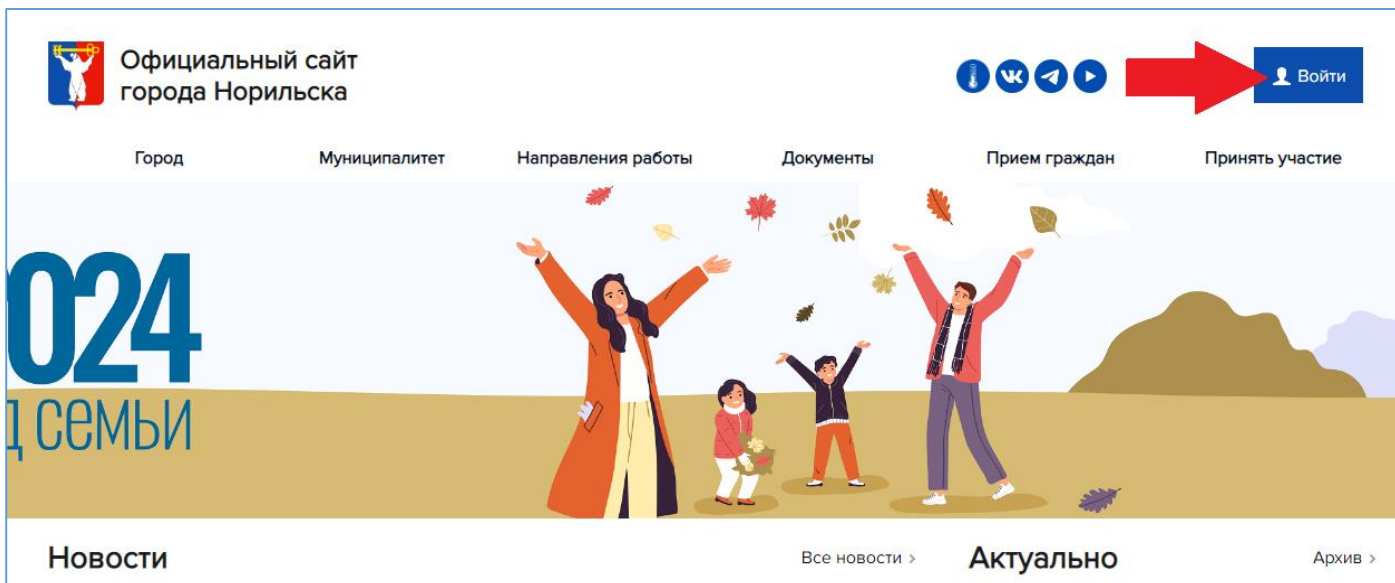 Официальный сайт
города Норильска
Войти
Город Муниципалитет Направления работы Документы Прием граждан Принять участие
024
д семьи
Новости Все новости > Актуально Архив >